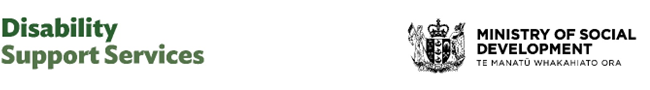 Disability
Support Services
MINISTRY OF SOCIAL
DEVELOPMENT
TE MANATŪ WHAKAHIATO ORA